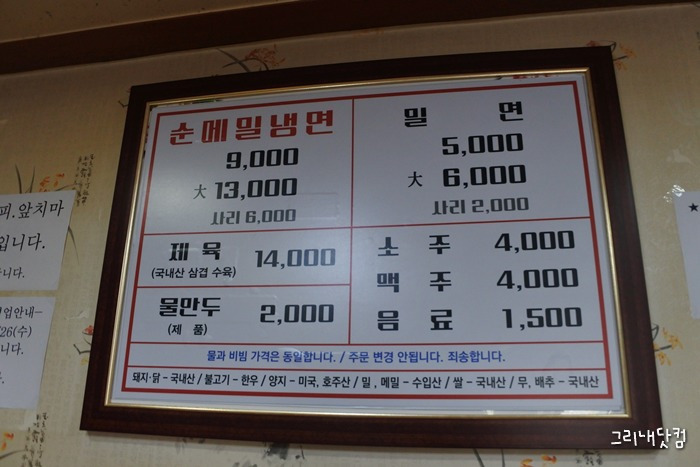 순메밀냉면
9,000
大 13,000
사리 6,000
밀 면
5,000
大 6,000
사리 2,000
제 육 14,000
(국내산 삼겹 수육)
물만두 2,000
(제 품)
소 주 4,000
맥 주 4,000
음 료 1,500
물과 비빔 가격은 동일합니다. / 주문 변경 안됩니다. 죄송합니다.
돼지·닭 – 국내산 / 불고기 – 한우 / 양지 – 미국, 호주산 / 밀, 메밀 – 수입산 / 쌀 – 국내산 / 무, 배추 – 국내산
피.앞치마
입니다.
니다.
업안내–
/26(수)
니다.
그리내닷컴